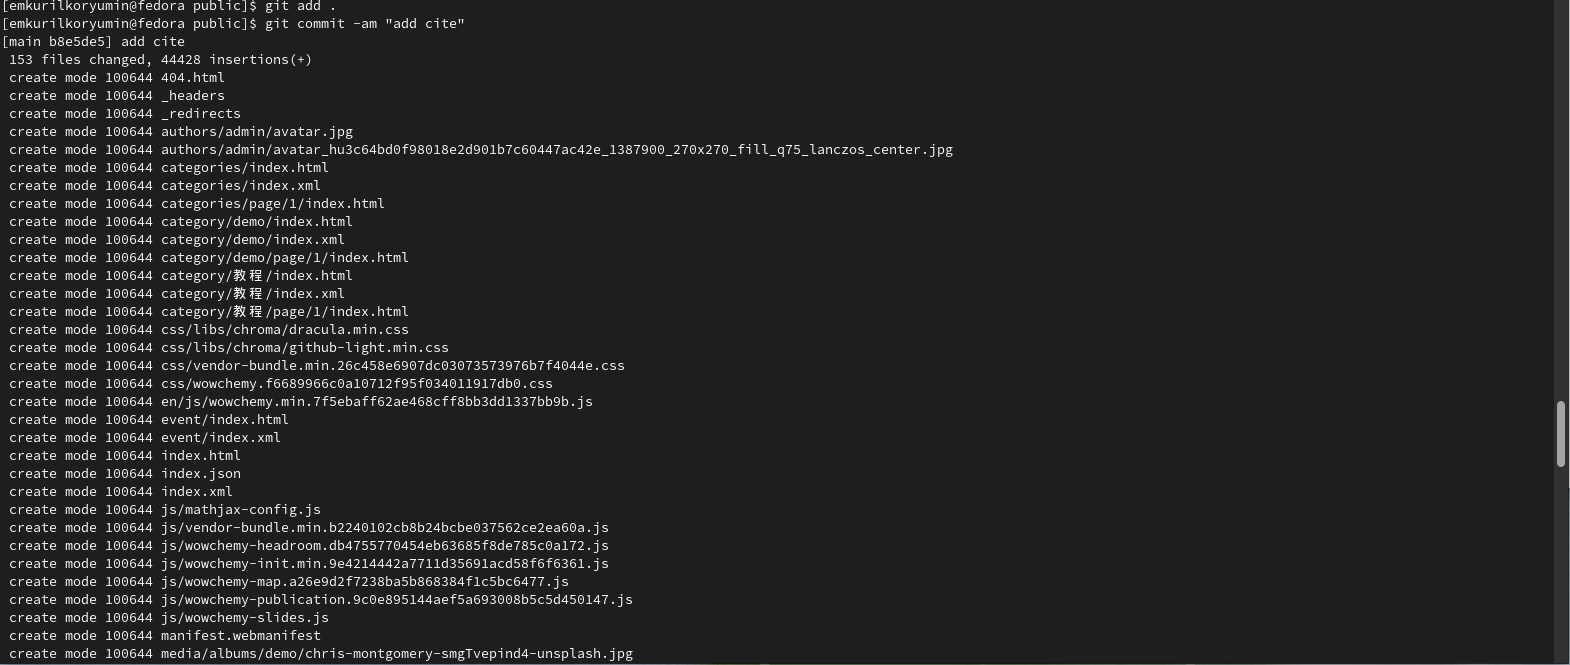 [emkurilkoryumin@fedora public]$ git add .
[emkurilkoryumin@fedora public]$ git commit -am "add cite"
[main b8e5de5] add cite
 153 files changed, 44428 insertions(+)
 create mode 100644 404.html
 create mode 100644 _headers
 create mode 100644 _redirects
 create mode 100644 authors/admin/avatar.jpg
 create mode 100644 authors/admin/avatar_hu3c64bd0f98018e2d901b7c60447ac42e_1387900_270x270_fill_q75_lanczos_center.jpg
 create mode 100644 categories/index.html
 create mode 100644 categories/index.xml
 create mode 100644 categories/page/1/index.html
 create mode 100644 category/demo/index.html
 create mode 100644 category/demo/index.xml
 create mode 100644 category/demo/page/1/index.html
 create mode 100644 category/教程/index.html
 create mode 100644 category/教程/index.xml
 create mode 100644 category/教程/page/1/index.html
 create mode 100644 css/libs/chroma/dracula.min.css
 create mode 100644 css/libs/chroma/github-light.min.css
 create mode 100644 css/vendor-bundle.min.26c458e6907dc03073573976b7f4044e.css
 create mode 100644 css/wowchemy.f6689966c0a10712f95f034011917db0.css
 create mode 100644 en/js/wowchemy.min.7f5ebaff62ae468cff8bb3dd1337bb9b.js
 create mode 100644 event/index.html
 create mode 100644 event/index.xml
 create mode 100644 index.html
 create mode 100644 index.json
 create mode 100644 index.xml
 create mode 100644 js/mathjax-config.js
 create mode 100644 js/vendor-bundle.min.b2240102cb8b24bcbe037562ce2ea60a.js
 create mode 100644 js/wowchemy-headroom.db4755770454eb63685f8de785c0a172.js
 create mode 100644 js/wowchemy-init.min.9e4214442a7711d35691acd58f6f6361.js
 create mode 100644 js/wowchemy-map.a26e9d2f7238ba5b868384f1c5bc6477.js
 create mode 100644 js/wowchemy-publication.9c0e895144aef5a693008b5c5d450147.js
 create mode 100644 js/wowchemy-slides.js
 create mode 100644 manifest.webmanifest
 create mode 100644 media/albums/demo/chris-montgomery-smgTvepind4-unsplash.jpg